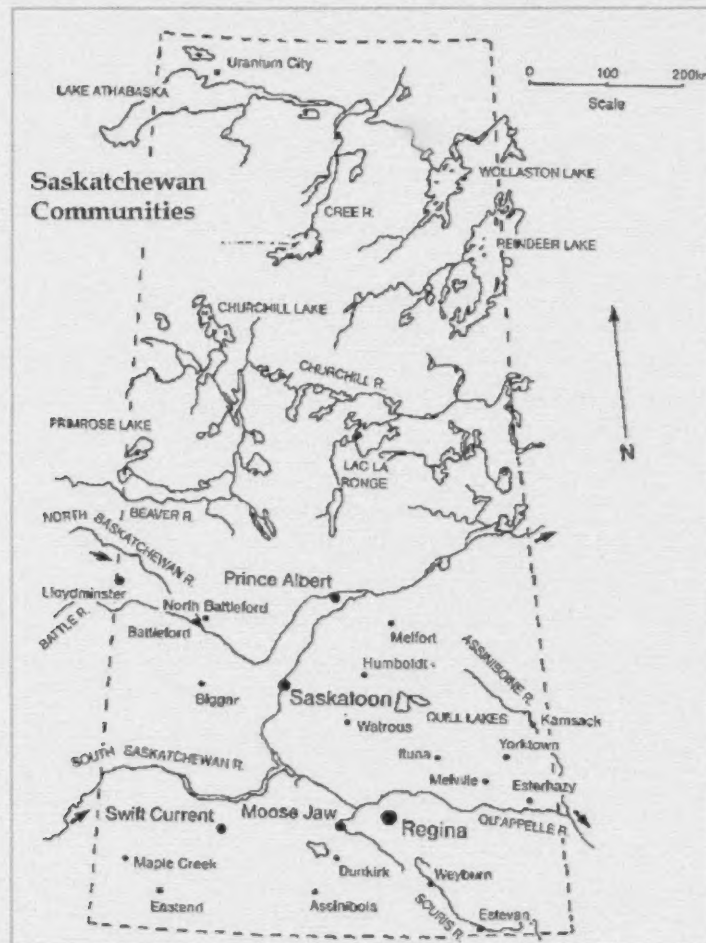 Uranium City
LAKE ATHABASKA
0 100 200km
Scale
Saskatchewan
Communities
WOLLASTON LAKE
CREE R.
REINDEER LAKE
CHURCHILL LAKE
CHURCHILL R.
PRIMROSE LAKE
LAC LA
RONGE
N
BEAVER R.
NORTH SASKATCHEWAN R.
Prince Albert
Lloydminster
North Battleford
BATTLE R.
Battleford
Melfort
ASSINIBOINE R.
Humboldt
Biggar
Saskatoon
Watrous
QUILL LAKES
Kamsack
SOUTH SASKATCHEWAN R.
Ituna
Yorktown
Melville
Esterhazy
Swift Current
Moose Jaw
Regina
QU'APPELLE R.
Maple Creek
Dunkirk
Weyburn
Eastend
Assiniboia
SOURIS R.
Estevan